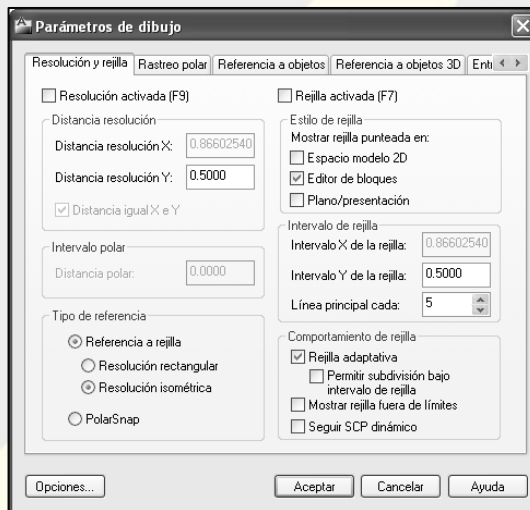 Parámetros de dibujo
Resolución y rejilla Rastreo polar Referencia a objetos Referencia a objetos 3D
Resolución activada (F9)
Distancia resolución
Distancia resolución X: 0.86602540
Distancia resolución Y: 0.5000
Distancia igual X e Y
Intervalo polar
Distancia polar: 0.0000
Tipo de referencia
Referencia a rejilla
Resolución rectangular
Resolución isométrica
PolarSnap
Rejilla activada (F7)
Estilo de rejilla
Mostrar rejilla punteada en:
Espacio modelo 2D
Editor de bloques
Plano/presentación
Intervalo de rejilla
Intervalo X de la rejilla: 0.86602540
Intervalo Y de la rejilla: 0.5000
Línea principal cada: 5
Comportamiento de rejilla
Rejilla adaptativa
Permitir subdivisión bajo
intervalo de rejilla
Mostrar rejilla fuera de límites
Seguir SCP dinámico
Opciones... Aceptar Cancelar Ayuda